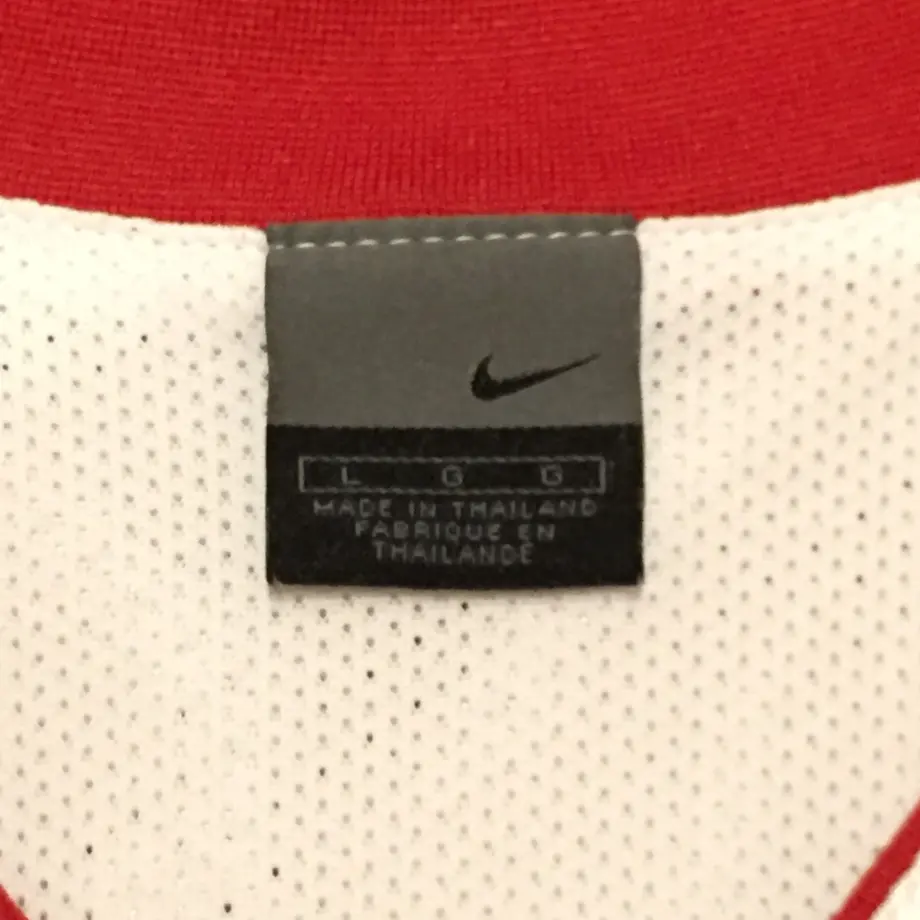 L G G
MADE IN THAILAND
FABRIQUE EN
THAILANDE